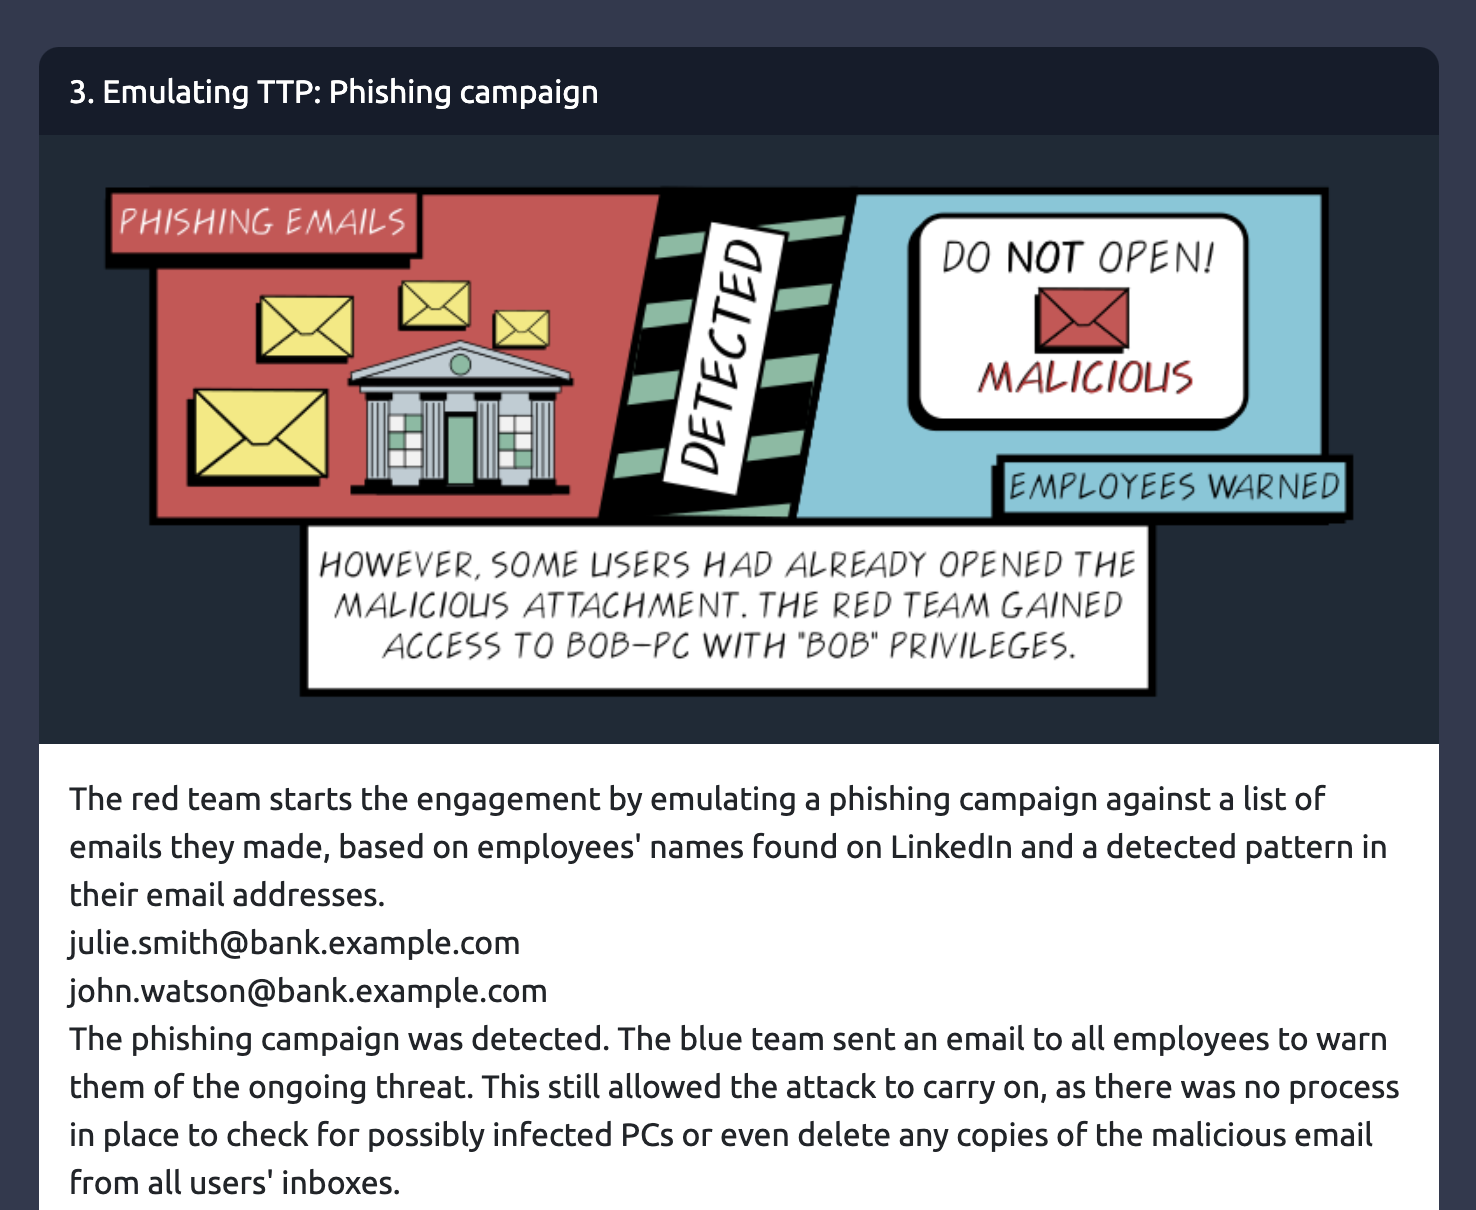 3. Emulating TTP: Phishing campaign
PHISHING EMAILS
DETECTED
DO NOT OPEN!
MALICIOUS
EMPLOYEES WARNED
HOWEVER, SOME USERS HAD ALREADY OPENED THE
MALICIOUS ATTACHMENT. THE RED TEAM GAINED
ACCESS TO BOB-PC WITH "BOB" PRIVILEGES.
The red team starts the engagement by emulating a phishing campaign against a list of
emails they made, based on employees' names found on LinkedIn and a detected pattern in
their email addresses.
julie.smith@bank.example.com
john.watson@bank.example.com
The phishing campaign was detected. The blue team sent an email to all employees to warn
them of the ongoing threat. This still allowed the attack to carry on, as there was no process
in place to check for possibly infected PCs or even delete any copies of the malicious email
from all users' inboxes.